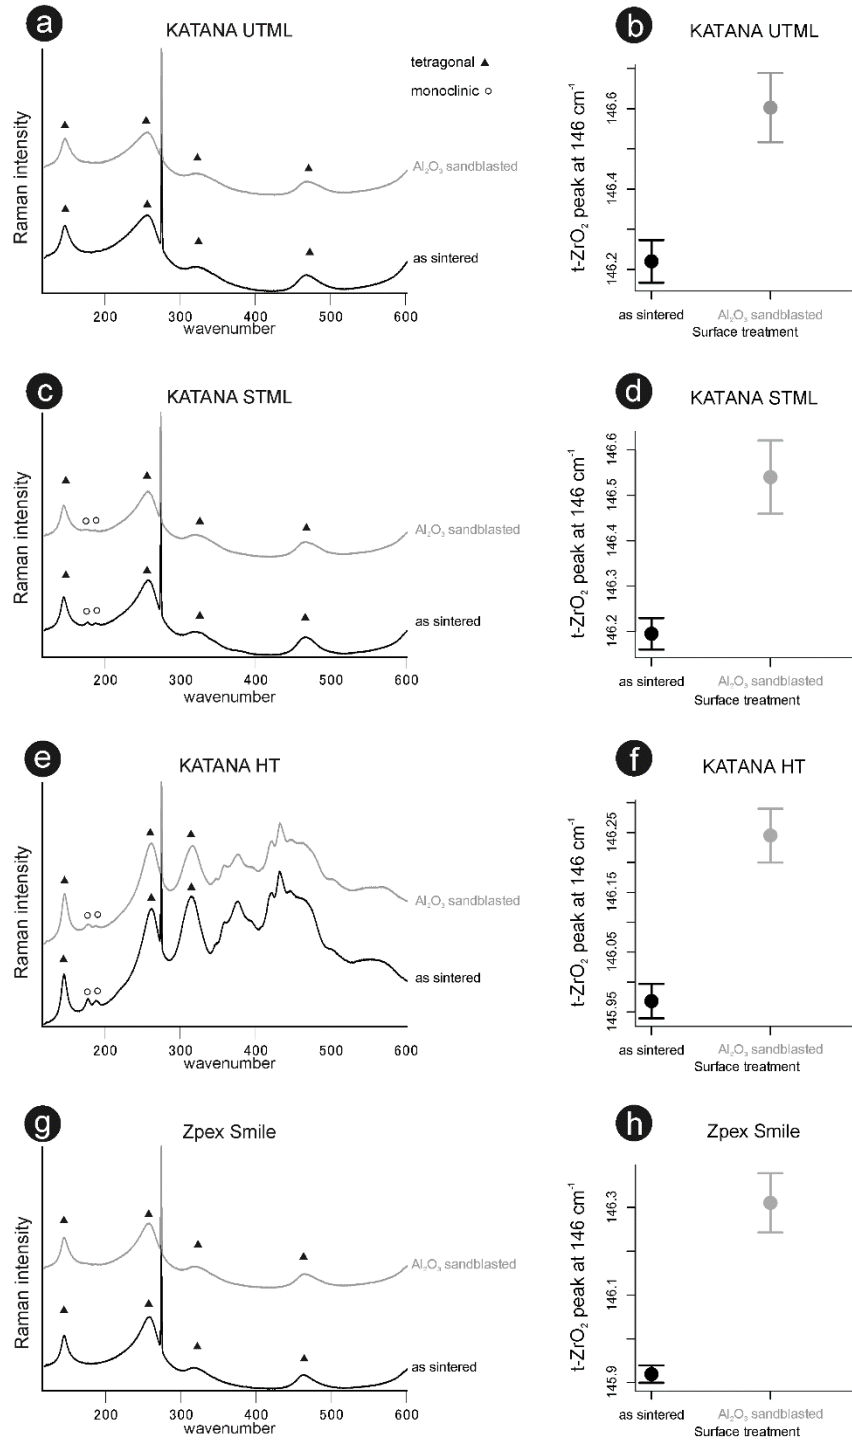 a
KATANA UTML
tetragonal ▲
monoclinic ○
Raman intensity
Al₂O₃ sandblasted
as sintered
200 300 400 500 600
wavenumber
b
KATANA UTML
t-ZrO₂ peak at 146 cm⁻¹
146.6
146.4
146.2
as sintered Al₂O₃ sandblasted
Surface treatment
c
KATANA STML
Raman intensity
Al₂O₃ sandblasted
as sintered
200 300 400 500 600
wavenumber
d
KATANA STML
t-ZrO₂ peak at 146 cm⁻¹
146.6
146.5
146.4
146.3
146.2
as sintered Al₂O₃ sandblasted
Surface treatment
e
KATANA HT
Raman intensity
Al₂O₃ sandblasted
as sintered
200 300 400 500 600
wavenumber
f
KATANA HT
t-ZrO₂ peak at 146 cm⁻¹
146.25
146.15
146.05
145.95
as sintered Al₂O₃ sandblasted
Surface treatment
g
Zpex Smile
Raman intensity
Al₂O₃ sandblasted
as sintered
200 300 400 500 600
wavenumber
h
Zpex Smile
t-ZrO₂ peak at 146 cm⁻¹
146.3
146.1
145.9
as sintered Al₂O₃ sandblasted
Surface treatment